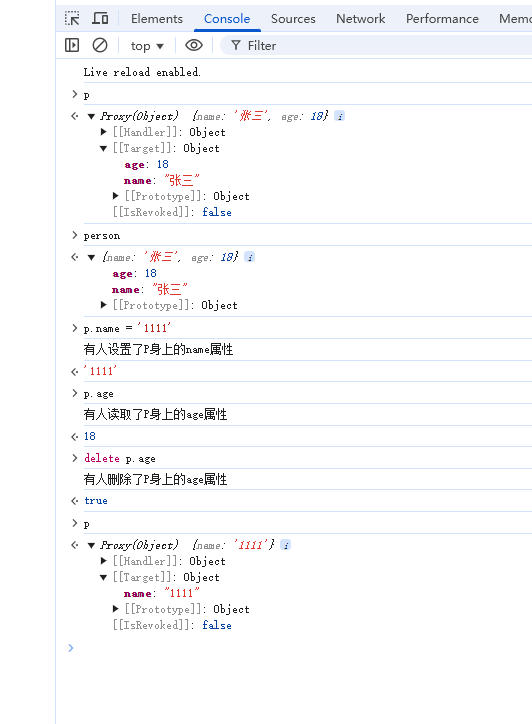 Elements Console Sources Network Performance Memo
top ▼ Filter
Live reload enabled.
p
Proxy(Object) {name: '张三', age: 18}
[[Handler]]: Object
[[Target]]: Object
age: 18
name: "张三"
[[Prototype]]: Object
[[IsRevoked]]: false
person
{name: '张三', age: 18}
age: 18
name: "张三"
[[Prototype]]: Object
p.name = '1111'
有人设置了P身上的name属性
'1111'
p.age
有人读取了P身上的age属性
18
delete p.age
有人删除了P身上的age属性
true
p
Proxy(Object) {name: '1111'}
[[Handler]]: Object
[[Target]]: Object
name: "1111"
[[Prototype]]: Object
[[IsRevoked]]: false